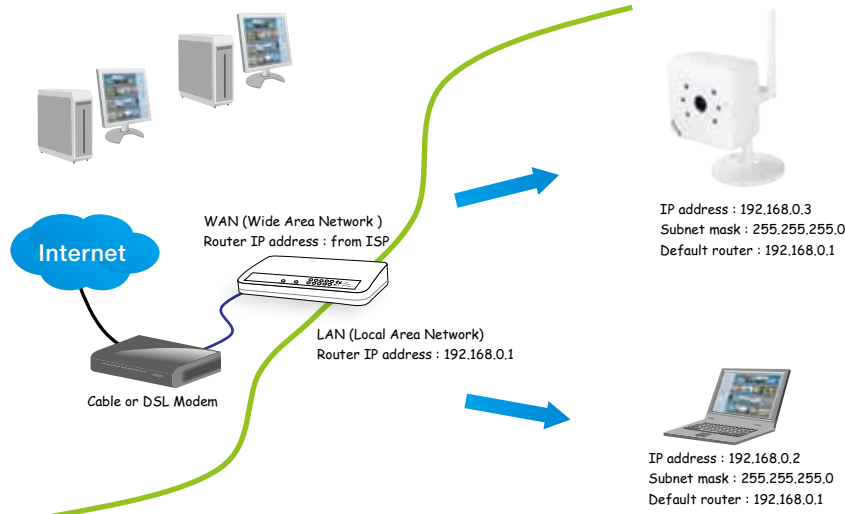 WAN (Wide Area Network )
Router IP address : from ISP
Internet
Cable or DSL Modem
LAN (Local Area Network)
Router IP address : 192.168.0.1
IP address : 192.168.0.3
Subnet mask : 255.255.255.0
Default router : 192.168.0.1
IP address : 192.168.0.2
Subnet mask : 255.255.255.0
Default router : 192.168.0.1